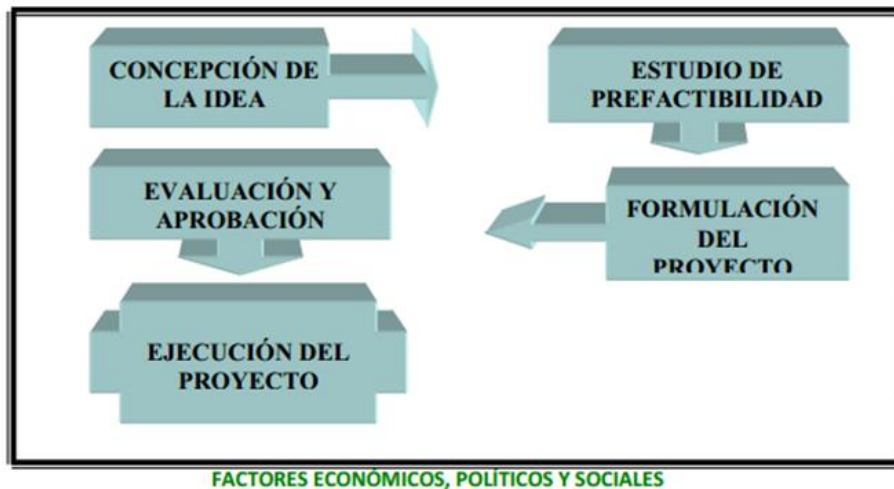 CONCEPCIÓN DE
LA IDEA
ESTUDIO DE
PREFACTIBILIDAD
FORMULACIÓN
DEL
PROYECTO
EVALUACIÓN Y
APROBACIÓN
EJECUCIÓN DEL
PROYECTO
FACTORES ECONÓMICOS, POLÍTICOS Y SOCIALES